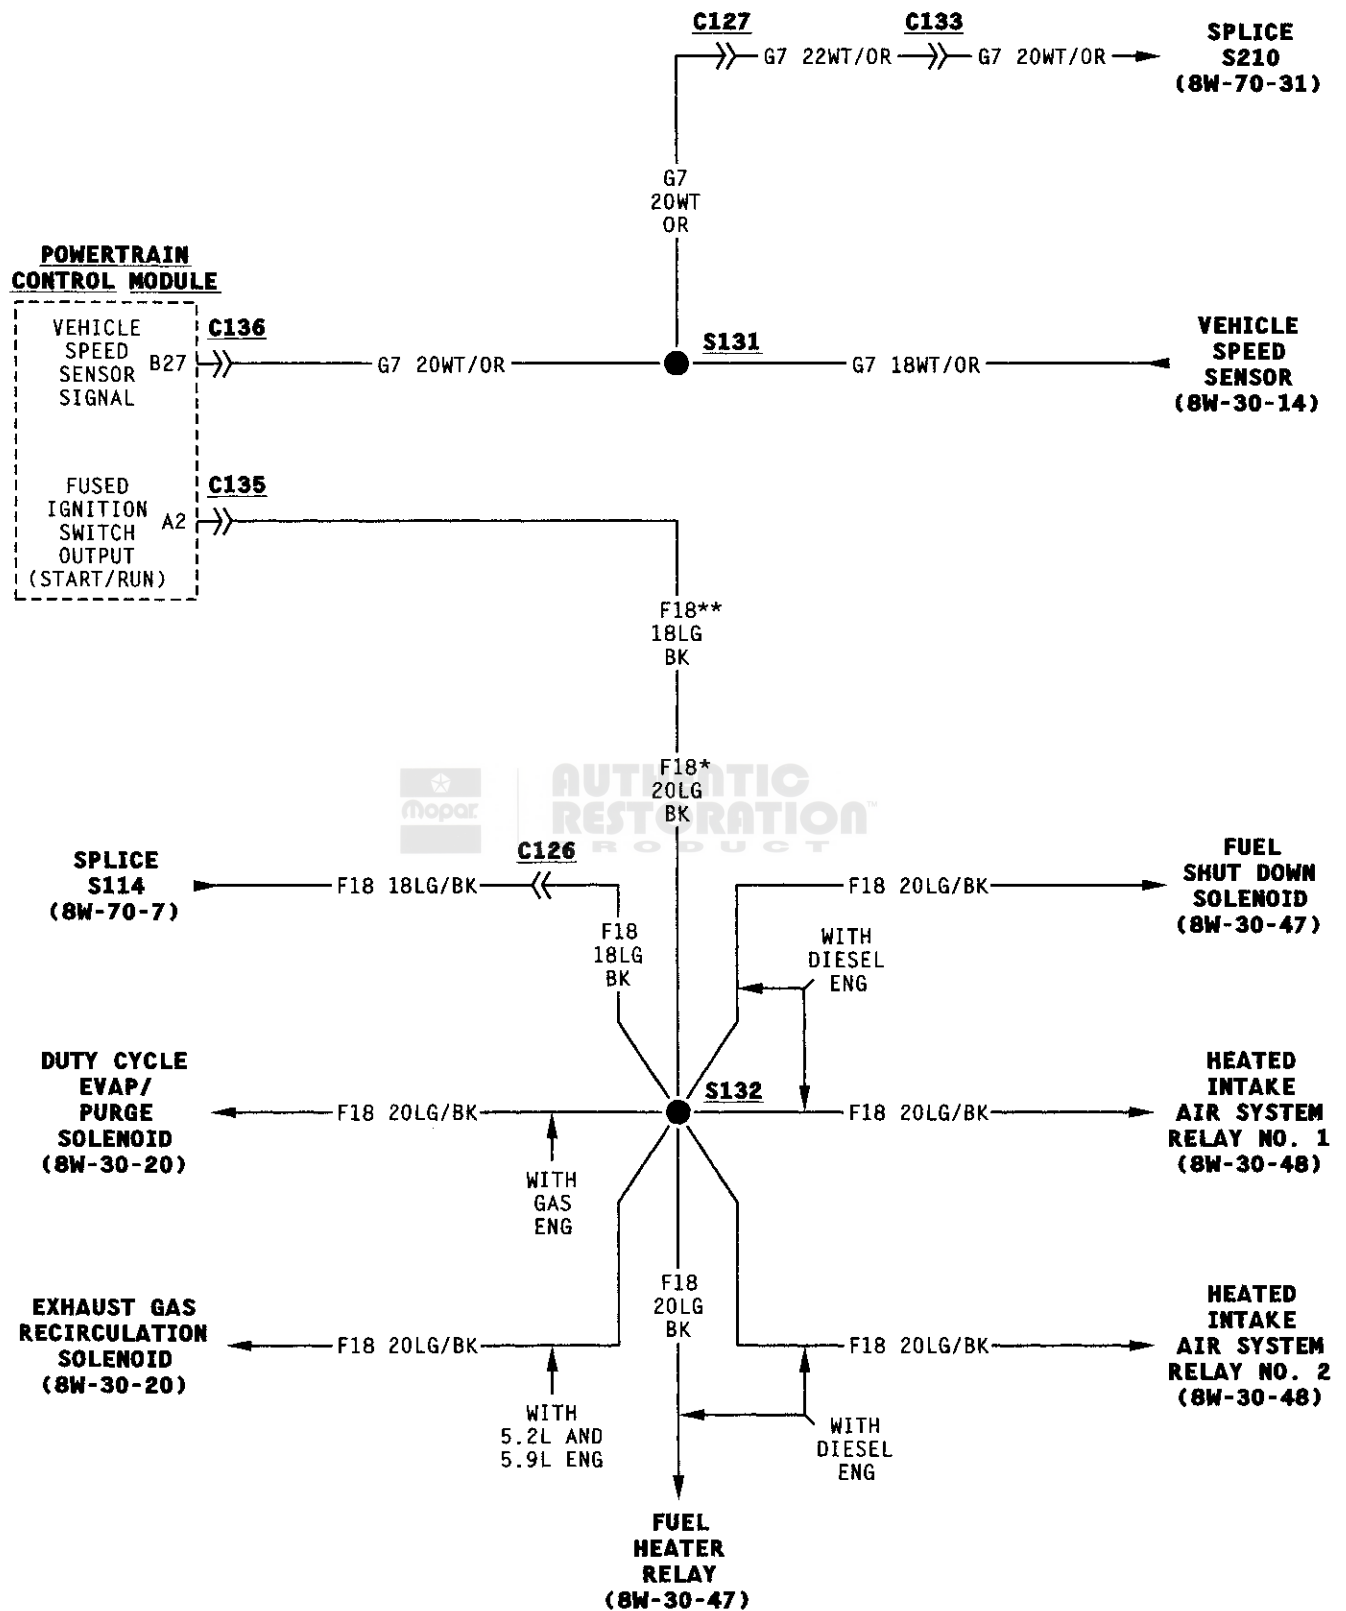 C127
C133
G7 22WT/OR
G7 20WT/OR
SPLICE
S210
(8W-70-31)
G7
20WT
OR
POWERTRAIN
CONTROL MODULE
VEHICLE
SPEED
SENSOR
SIGNAL
B27
C136
G7 20WT/OR
S131
G7 18WT/OR
VEHICLE
SPEED
SENSOR
(8W-30-14)
FUSED
IGNITION
SWITCH
OUTPUT
(START/RUN)
A2
C135
F18**
18LG
BK
F18*
20LG
BK
Mopar
AUTHENTIC
RESTORATION™
PRODUCT
SPLICE
S114
(8W-70-7)
F18 18LG/BK
C126
F18
18LG
BK
F18 20LG/BK
FUEL
SHUT DOWN
SOLENOID
(8W-30-47)
WITH
DIESEL
ENG
DUTY CYCLE
EVAP/
PURGE
SOLENOID
(8W-30-20)
F18 20LG/BK
WITH
GAS
ENG
S132
F18 20LG/BK
HEATED
INTAKE
AIR SYSTEM
RELAY NO. 1
(8W-30-48)
EXHAUST GAS
RECIRCULATION
SOLENOID
(8W-30-20)
F18 20LG/BK
WITH
5.2L AND
5.9L ENG
F18
20LG
BK
F18 20LG/BK
HEATED
INTAKE
AIR SYSTEM
RELAY NO. 2
(8W-30-48)
WITH
DIESEL
ENG
FUEL
HEATER
RELAY
(8W-30-47)